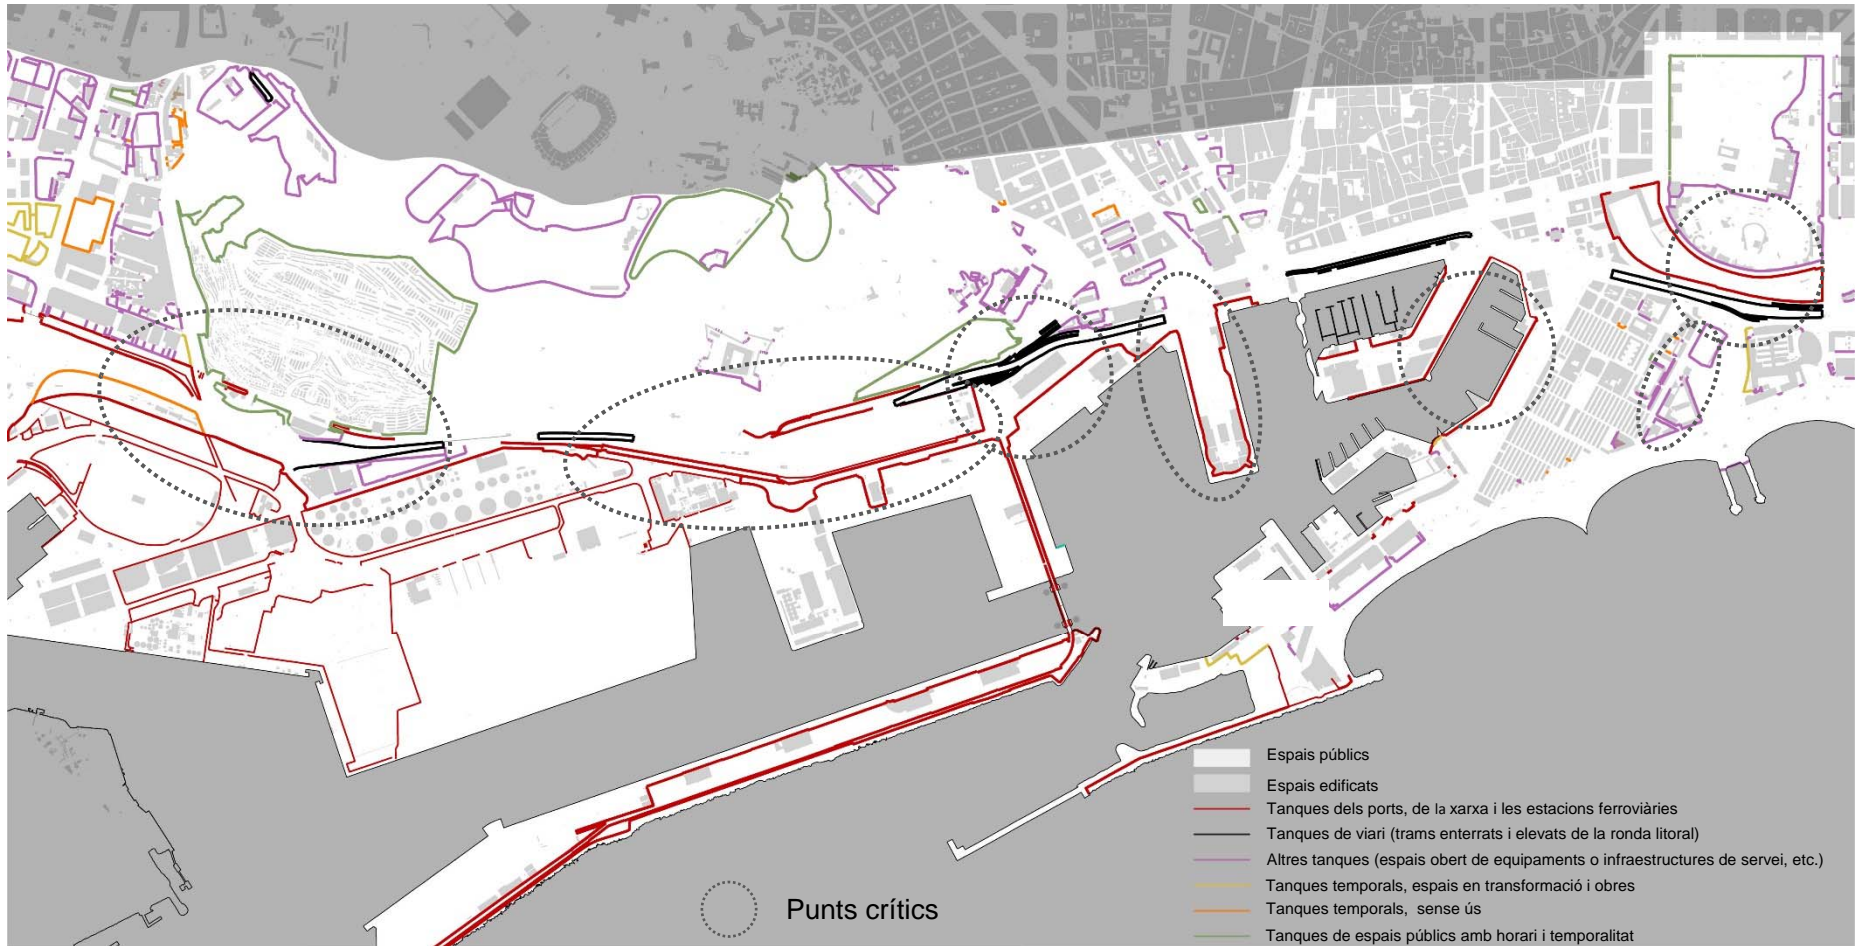 Espais públics
Espais edificats
Tanques dels ports, de la xarxa i les estacions ferroviàries
Tanques de viari (trams enterrats i elevats de la ronda litoral)
Altres tanques (espais obert de equipaments o infraestructures de servei, etc.)
Tanques temporals, espais en transformació i obres
Tanques temporals, sense ús
Tanques de espais públics amb horari i temporalitat
Punts crítics